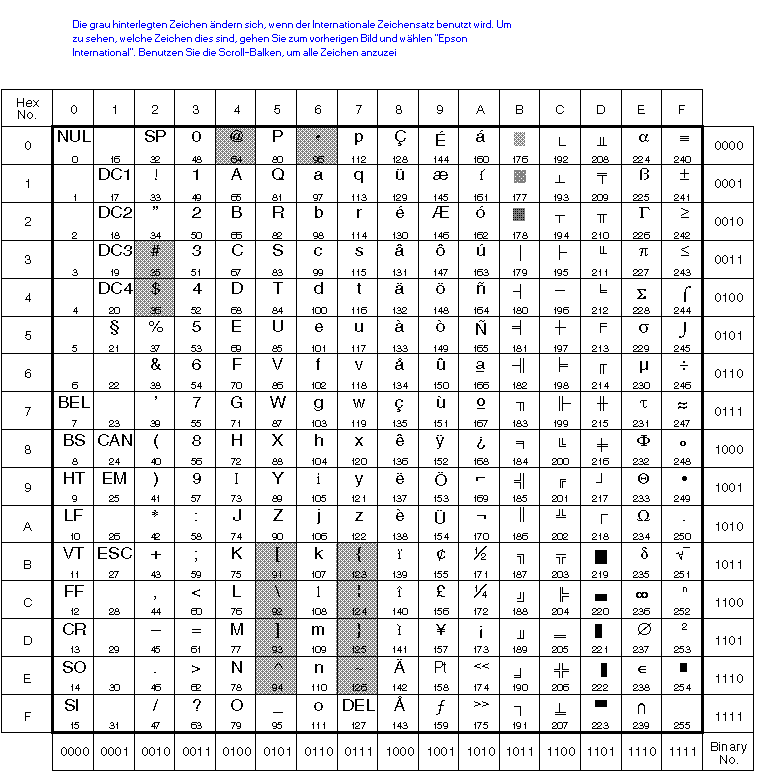 Die grau hinterlegten Zeichen ändern sich, wenn der Internationale Zeichensatz benutzt wird. Um
zu sehen, welche Zeichen dies sind, gehen Sie zum vorherigen Bild und wählen "Epson
International". Benutzen Sie die Scroll-Balken, um alle Zeichen anzuzei
Hex No. 0 1 2 3 4 5 6 7 8 9 A B C D E F
0 NUL SP 0 @ P • p Ç É á ░ └ ╨ α ≡ 0000
0 16 32 48 64 80 96 112 128 144 160 176 192 208 224 240
1 DC1 ! 1 A Q a q ü æ í ▒ ┴ ╤ ß ± 0001
1 17 33 49 65 81 97 113 129 145 161 177 193 209 225 241
2 DC2 " 2 B R b r é Æ ó ▓ ┬ ╥ Γ ≥ 0010
2 18 34 50 66 82 98 114 130 146 162 178 194 210 226 242
3 DC3 # 3 C S c s â ô ú │ ├ ╙ π ≤ 0011
3 19 35 51 67 83 99 115 131 147 163 179 195 211 227 243
4 DC4 $ 4 D T d t ä ö ñ ┤ ─ ╘ Σ ⌠ 0100
4 20 36 52 68 84 100 116 132 148 164 180 196 212 228 244
5 § % 5 E U e u à ò Ñ ╡ ┼ ╒ σ ⌡ 0101
5 21 37 53 69 85 101 117 133 149 165 181 197 213 229 245
6 & 6 F V f v å û ª ╢ ╞ ╓ µ ÷ 0110
6 22 38 54 70 86 102 118 134 150 166 182 198 214 230 246
7 BEL ' 7 G W g w ç ù º ╖ ╟ ╫ τ ≈ 0111
7 23 39 55 71 87 103 119 135 151 167 183 199 215 231 247
8 BS CAN ( 8 H X h x ê ÿ ¿ ╕ ╚ ╪ Φ ° 1000
8 24 40 56 72 88 104 120 136 152 168 184 200 216 232 248
9 HT EM ) 9 I Y i y ë Ö ⌐ ╣ ╔ ┘ Θ • 1001
9 25 41 57 73 89 105 121 137 153 169 185 201 217 233 249
A LF * : J Z j z è Ü ¬ ║ ╩ ┌ Ω . 1010
10 26 42 58 74 90 106 122 138 154 170 186 202 218 234 250
B VT ESC + ; K [ k { ï ¢ ½ ╗ ╦ █ δ √ 1011
11 27 43 59 75 91 107 123 139 155 171 187 203 219 235 251
C FF , < L \ l ¦ î £ ¼ ╝ ╠ ▄ ∞ ⁿ 1100
12 28 44 60 76 92 108 124 140 156 172 188 204 220 236 252
D CR — = M ] m } ì ¥ ¡ ╜ ═ ▌ ∅ ² 1101
13 29 45 61 77 93 109 125 141 157 173 189 205 221 237 253
E SO . > N ^ n ~ Ä Pt << ╛ ╬ ▐ ∈ ■ 1110
14 30 46 62 78 94 110 126 142 158 174 190 206 222 238 254
F SI / ? O _ o DEL Å ƒ >> ┐ ╧ ▀ ∩ 1111
15 31 47 63 79 95 111 127 143 159 175 191 207 223 239 255
0000 0001 0010 0011 0100 0101 0110 0111 1000 1001 1010 1011 1100 1101 1110 1111 Binary No.